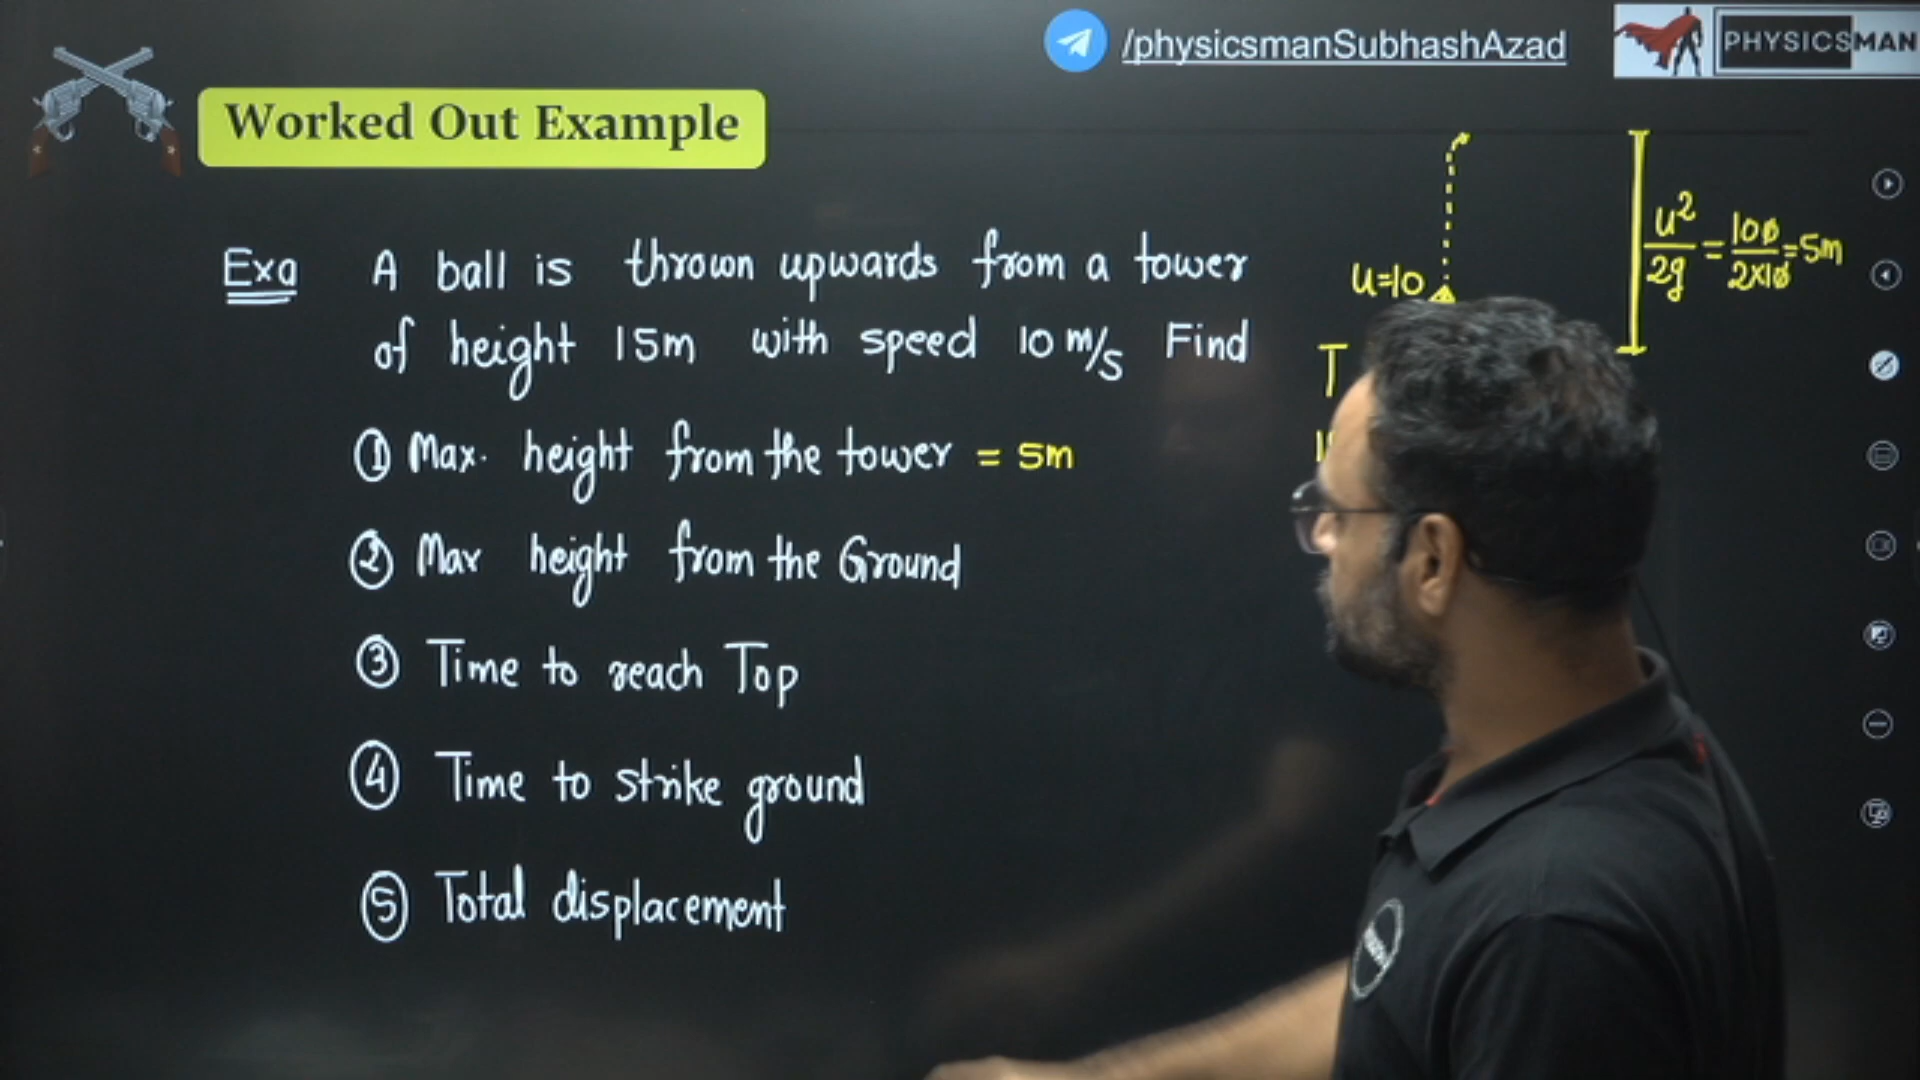 /physicsmanSubhashAzad
PHYSICSMAN
Worked Out Example
Exa A ball is thrown upwards from a tower
of height 15m with speed 10 m/s Find
① Max. height from the tower = 5m
② Max height from the Ground
③ Time to reach Top
④ Time to strike ground
⑤ Total displacement
u=10
u²/2g = 100/2×10 = 5m